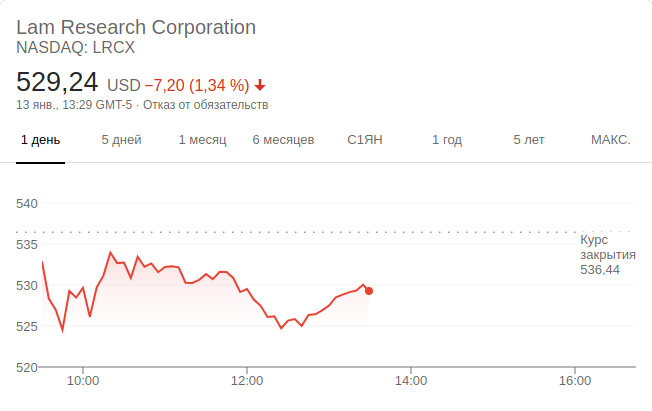 Lam Research Corporation
NASDAQ: LRCX
529,24 USD −7,20 (1,34 %)
13 янв., 13:29 GMT-5 · Отказ от обязательств
1 день 5 дней 1 месяц 6 месяцев С1ЯН 1 год 5 лет МАКС.
540
535
530
525
520
Курс
закрытия
536,44
10:00 12:00 14:00 16:00